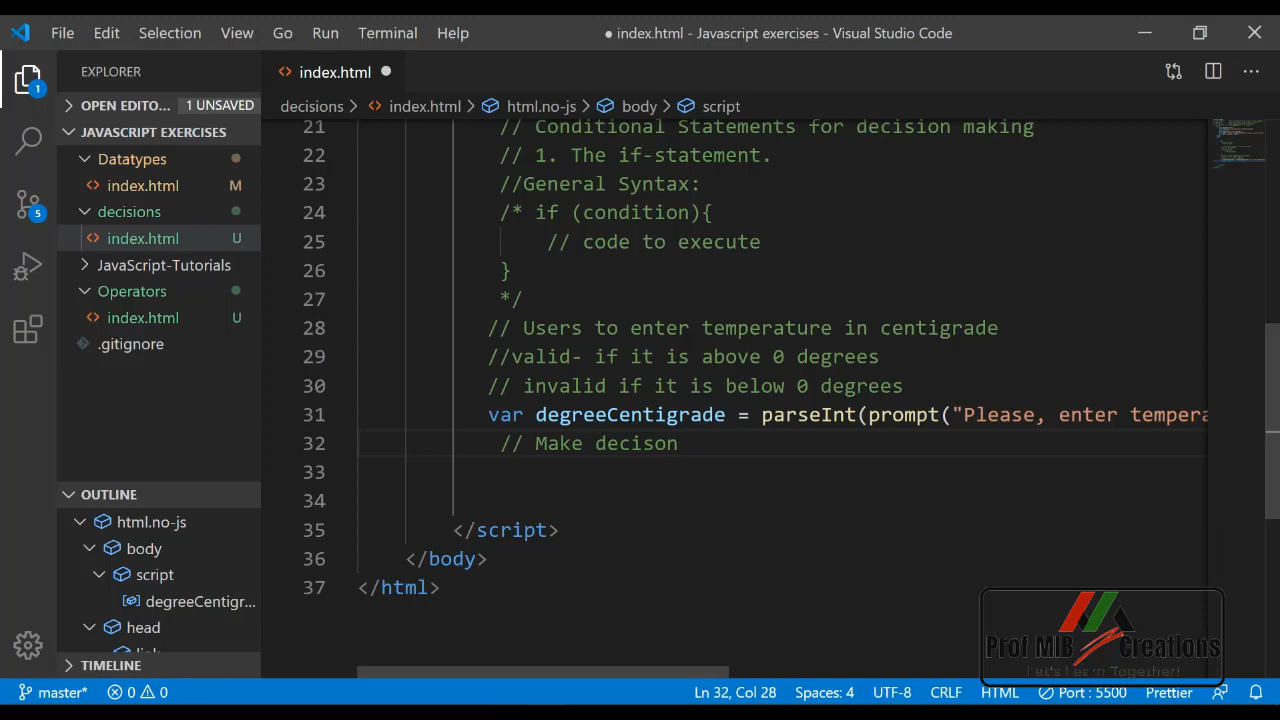 File Edit Selection View Go Run Terminal Help
● index.html - Javascript exercises - Visual Studio Code
EXPLORER
index.html
OPEN EDITO... 1 UNSAVED
decisions > index.html > html.no-js > body > script
JAVASCRIPT EXERCISES
Datatypes
index.html M
decisions
index.html U
JavaScript-Tutorials
Operators
index.html U
.gitignore
OUTLINE
html.no-js
body
script
degreeCentigr...
head
TIMELINE
21 // Conditional Statements for decision making
22 // 1. The if-statement.
23 //General Syntax:
24 /* if (condition){
25 // code to execute
26 }
27 */
28 // Users to enter temperature in centigrade
29 //valid- if it is above 0 degrees
30 // invalid if it is below 0 degrees
31 var degreeCentigrade = parseInt(prompt("Please, enter tempera
32 // Make decison
33
34
35 </script>
36 </body>
37 </html>
1
5
Prof MIB Creations
Let's Learn Together!
master* 0 0 Ln 32, Col 28 Spaces: 4 UTF-8 CRLF HTML Port : 5500 Prettier